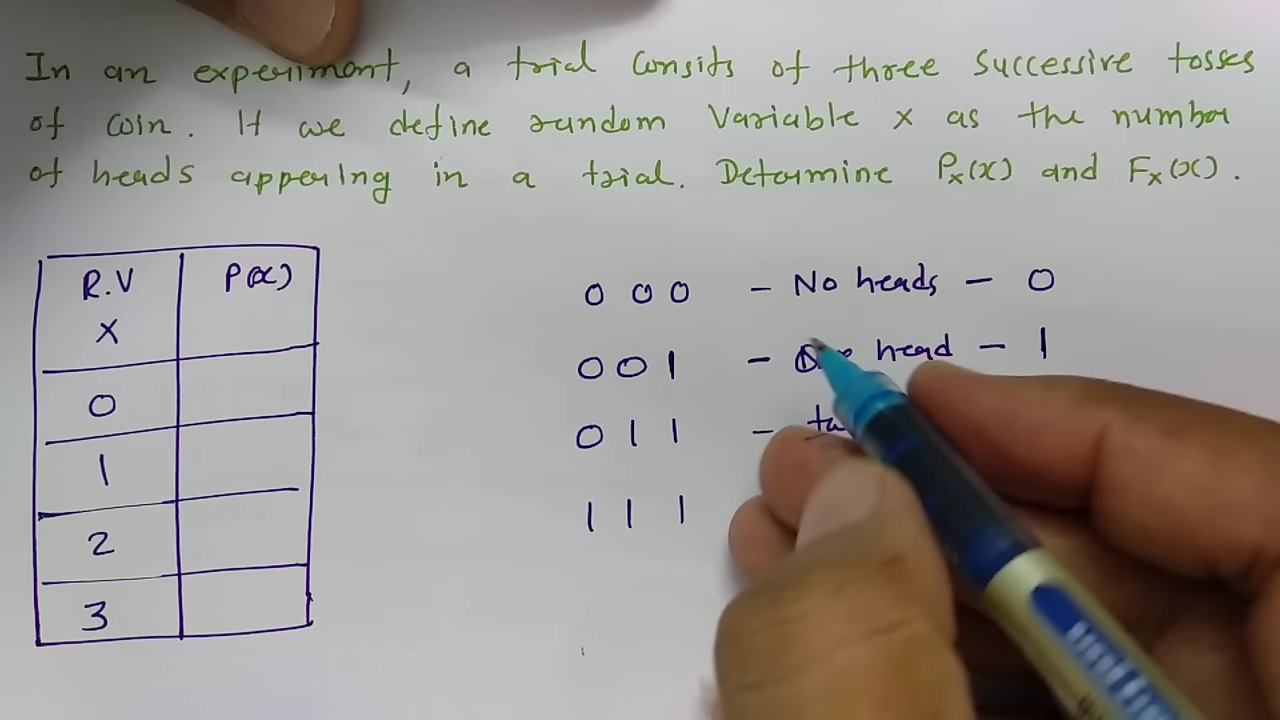 In an experiment, a trial consits of three successive tosses
of coin. If we define random variable x as the number
of heads appering in a trial. Determine Px(x) and Fx(x).
R.V P(x)
X
0
1
2
3
0 0 0 - No heads - 0
0 0 1 - One head - 1
0 1 1 -
1 1 1